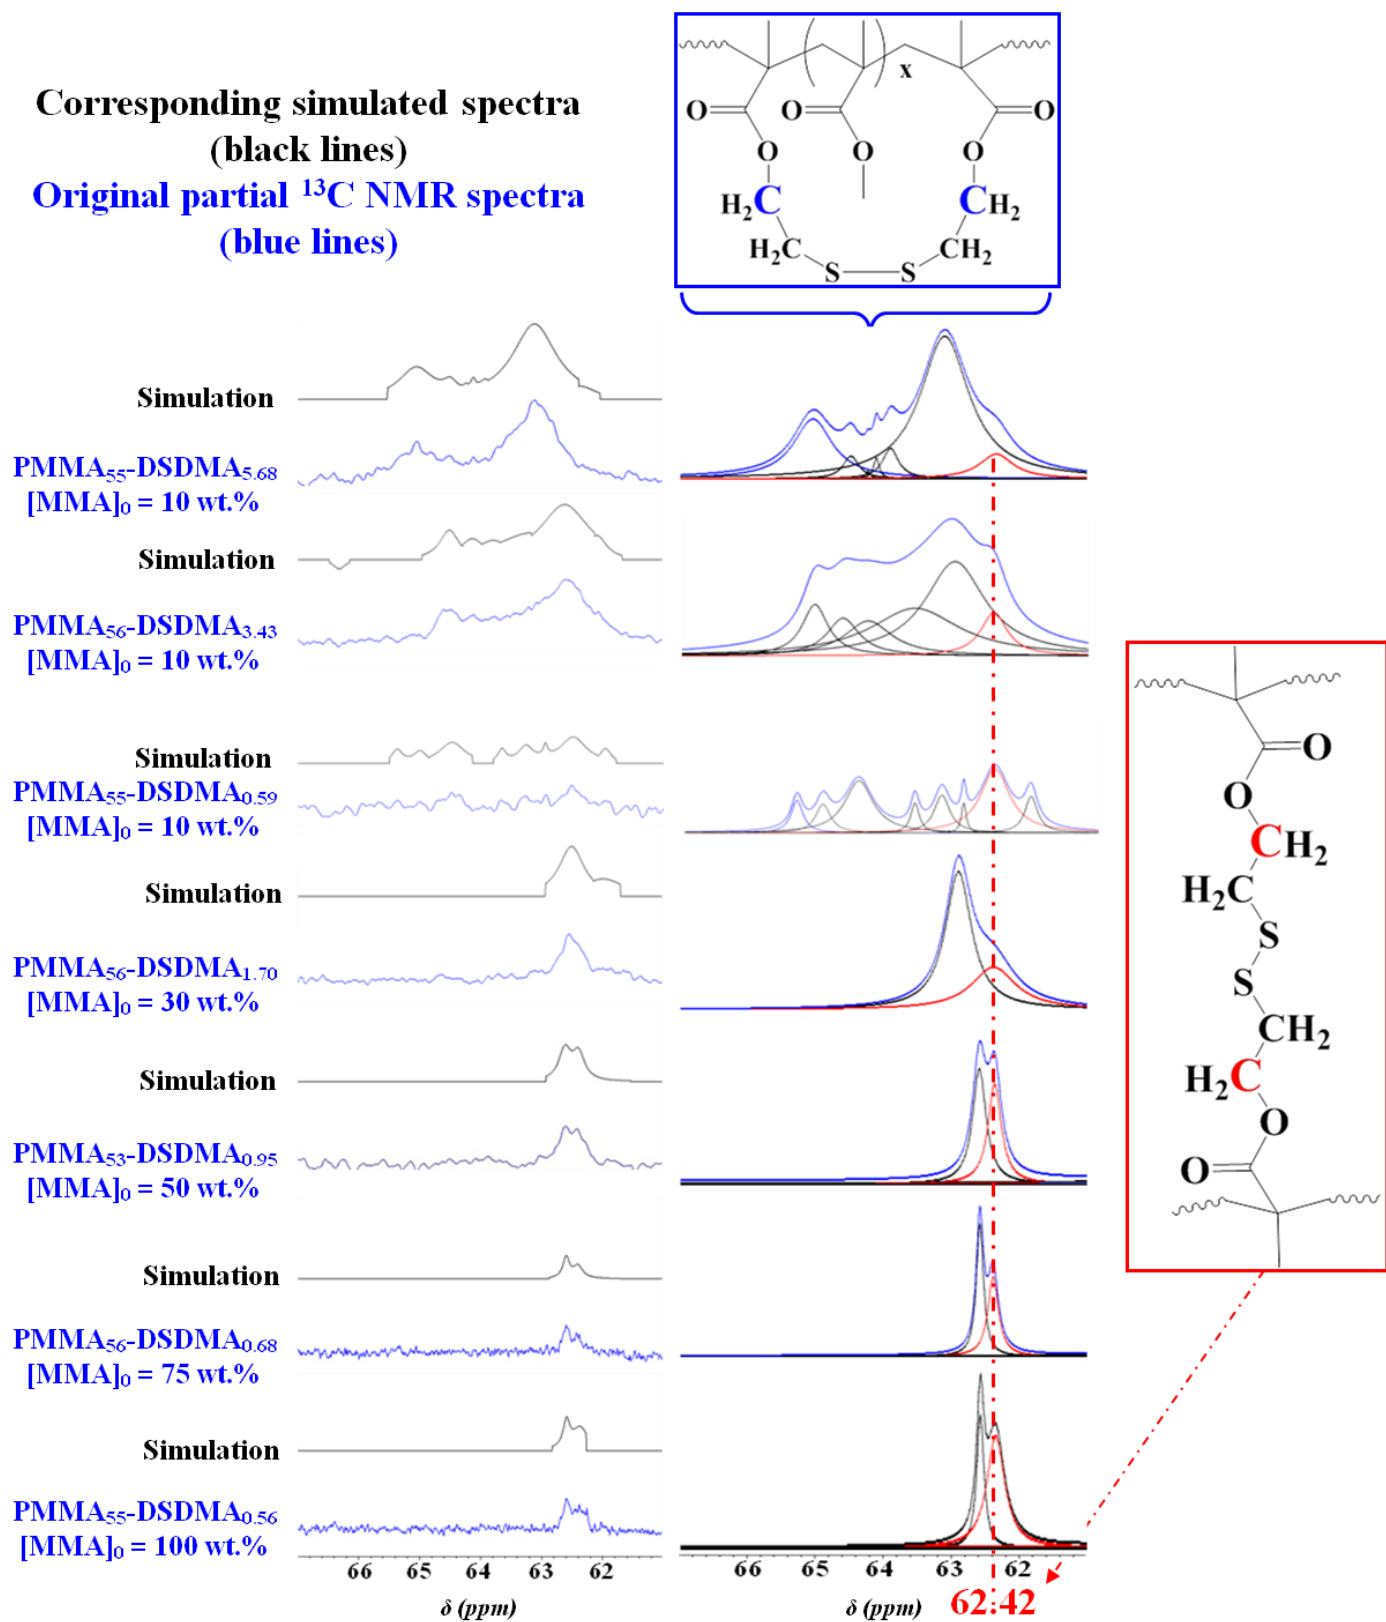 Corresponding simulated spectra
(black lines)
Original partial ¹³C NMR spectra
(blue lines)
x
O O O
O O O
H₂C CH₂
H₂C CH₂
S S
Simulation
PMMA₅₅-DSDMA₅.₆₈
[MMA]₀ = 10 wt.%
Simulation
PMMA₅₆-DSDMA₃.₄₃
[MMA]₀ = 10 wt.%
Simulation
PMMA₅₅-DSDMA₀.₅₉
[MMA]₀ = 10 wt.%
Simulation
PMMA₅₆-DSDMA₁.₇₀
[MMA]₀ = 30 wt.%
Simulation
PMMA₅₃-DSDMA₀.₉₅
[MMA]₀ = 50 wt.%
Simulation
PMMA₅₆-DSDMA₀.₆₈
[MMA]₀ = 75 wt.%
Simulation
PMMA₅₅-DSDMA₀.₅₆
[MMA]₀ = 100 wt.%
66 65 64 63 62
δ (ppm)
66 65 64 63 62
δ (ppm)
62.42
O
O
CH₂
H₂C
S
S
CH₂
H₂C
O
O